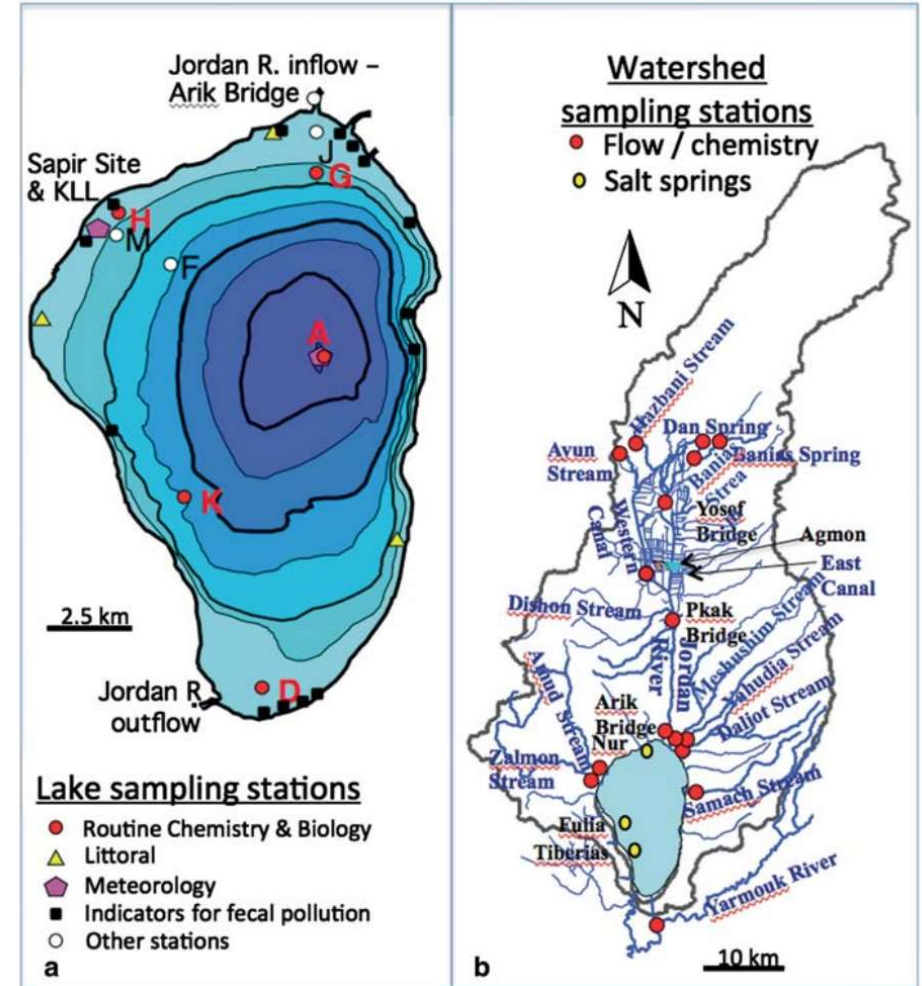 Jordan R. inflow –
Arik Bridge
J
G
Sapir Site
& KLL
H
M
F
A
K
2.5 km
Jordan R
outflow
D
Lake sampling stations
Routine Chemistry & Biology
Littoral
Meteorology
Indicators for fecal pollution
Other stations
a
Watershed
sampling stations
Flow / chemistry
Salt springs
N
Hazbani Stream
Dan Spring
Avun
Stream
Banias Spring
Banias
Strea
Western
Canal
Yosef
Bridge
Agmon
East
Canal
Dishon Stream
Pkak
Bridge
Jordan
River
Meshushim Stream
Yahudia Stream
Daljot Stream
Amud
Stream
Arik
Bridge
Nur
Zalmon
Stream
Samach Stream
Fulia
Tiberias
Yarmouk River
10 km
b